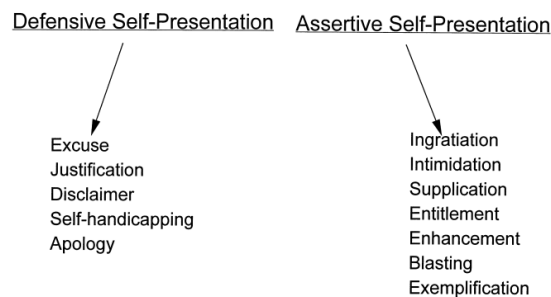 Defensive Self-Presentation
Excuse
Justification
Disclaimer
Self-handicapping
Apology
Assertive Self-Presentation
Ingratiation
Intimidation
Supplication
Entitlement
Enhancement
Blasting
Exemplification